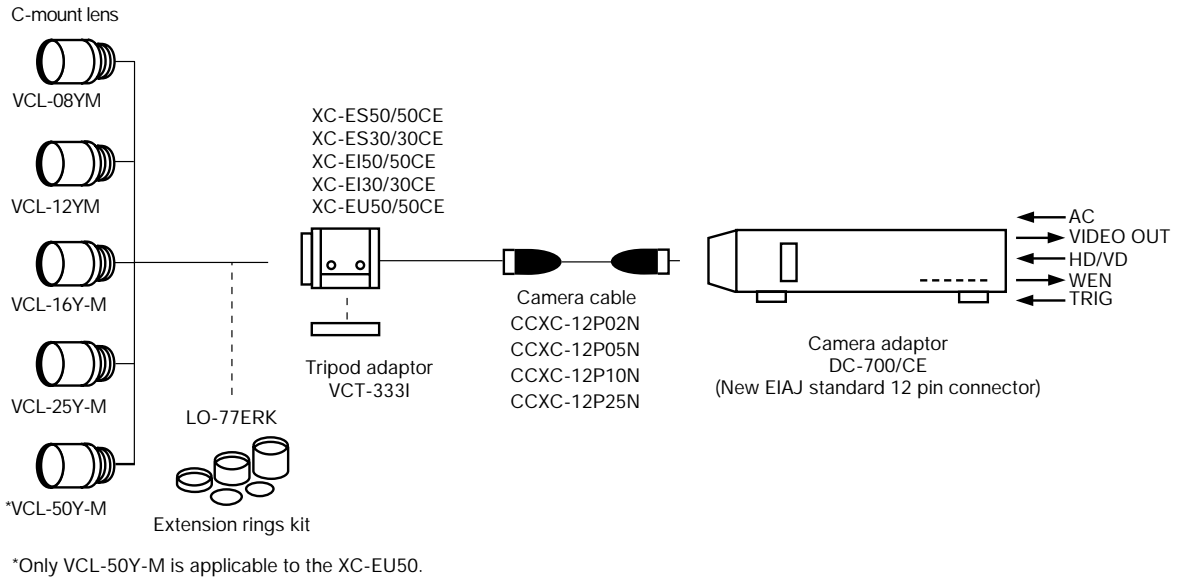 C-mount lens
VCL-08YM
VCL-12YM
VCL-16Y-M
VCL-25Y-M
*VCL-50Y-M
LO-77ERK
Extension rings kit
XC-ES50/50CE
XC-ES30/30CE
XC-EI50/50CE
XC-EI30/30CE
XC-EU50/50CE
Tripod adaptor
VCT-333I
Camera cable
CCXC-12P02N
CCXC-12P05N
CCXC-12P10N
CCXC-12P25N
Camera adaptor
DC-700/CE
(New EIAJ standard 12 pin connector)
AC
VIDEO OUT
HD/VD
WEN
TRIG
*Only VCL-50Y-M is applicable to the XC-EU50.